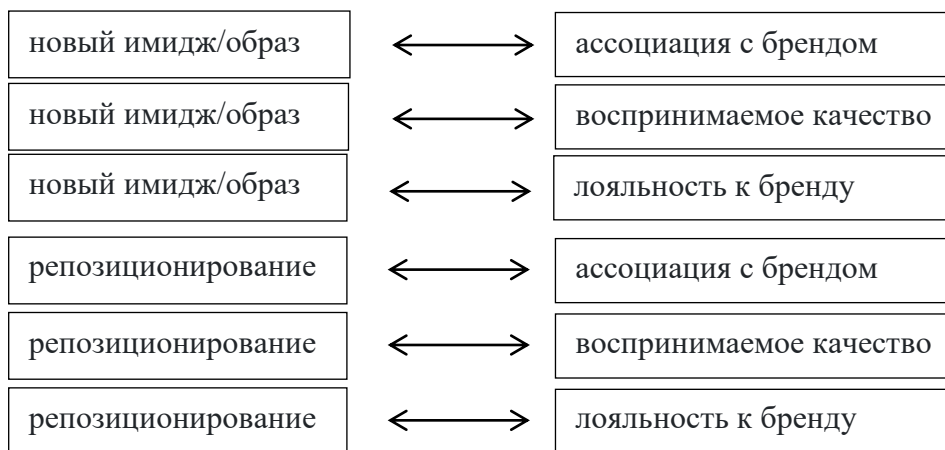 новый имидж/образ ассоциация с брендом
новый имидж/образ воспринимаемое качество
новый имидж/образ лояльность к бренду
репозиционирование ассоциация с брендом
репозиционирование воспринимаемое качество
репозиционирование лояльность к бренду